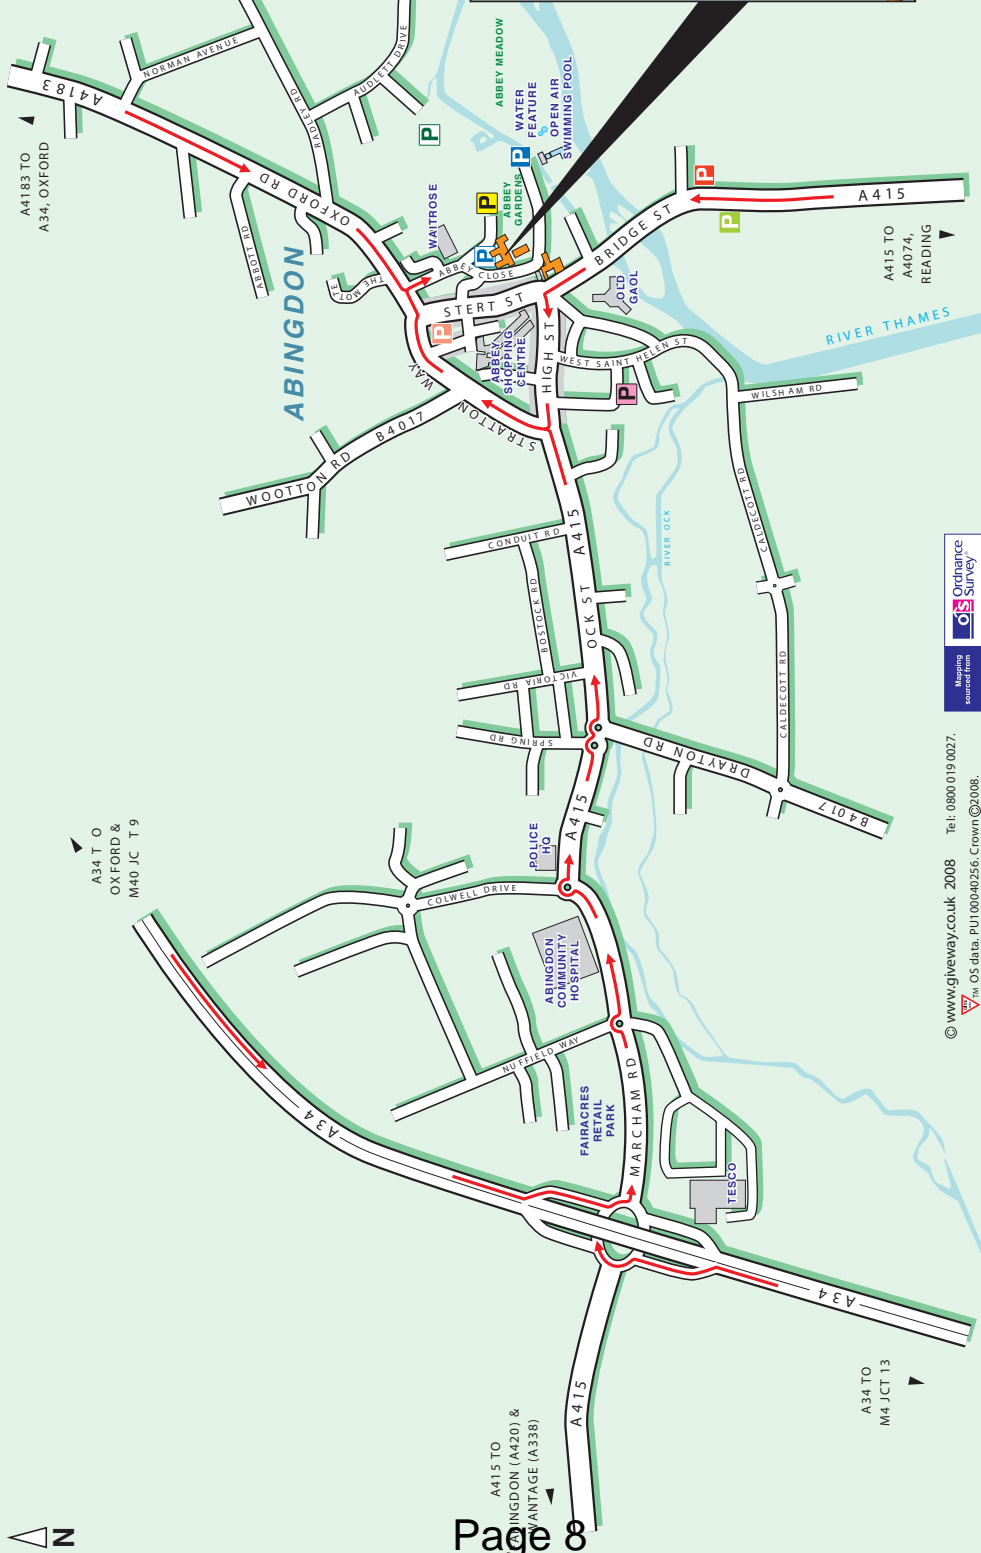 A4183 TO
A34, OXFORD
A4183
NORMAN AVENUE
OXFORD RD
RADLEY RD
AUDLETT DRIVE
ABBOTT RD
ABINGDON
THE MOTTE
WAITROSE
P
P
P
P
ABBEY MEADOW
WATER
FEATURE
OPEN AIR
SWIMMING POOL
ABBEY
GARDENS
ABBEY CLOSE
STERT ST
BRIDGE ST
P
P
A415
A415 TO
A4074,
READING
OLD
GAOL
P
ABBEY
SHOPPING
CENTRE
HIGH ST
WEST SAINT HELEN ST
P
STRATTON WAY
B4017
WOOTTON RD
RIVER THAMES
WILSHAM RD
CALDECOTT RD
RIVER OCK
A415
CONDUIT RD
BOSTOCK RD
OCK ST
VICTORIA RD
SPRING RD
DRAYTON RD
CALDECOTT RD
B4017
A415
POLICE
HQ
COLWELL DRIVE
ABINGDON
COMMUNITY
HOSPITAL
NUFFIELD WAY
FAIRACRES
RETAIL
PARK
MARCHAM RD
TESCO
A34 T O
OXFORD &
M40 JC T 9
A34
A34
A34 TO
M4 JCT 13
A415
A415 TO
INGDON (A420) &
WANTAGE (A338)
N
Mapping
sourced from
OS Ordnance
Survey®
© www.giveway.co.uk 2008 Tel: 0800 019 0027.
TM OS data. PU100040256. Crown © 2008.
Page 8